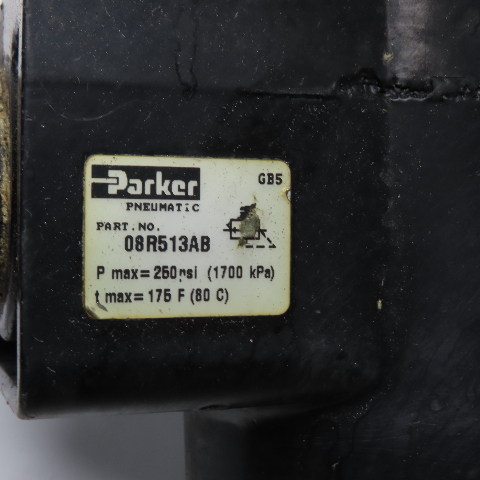 Parker
GB5
PNEUMATIC
PART.NO.
08R513AB
P max = 250 psi (1700 kPa)
t max = 175 F (80 C)